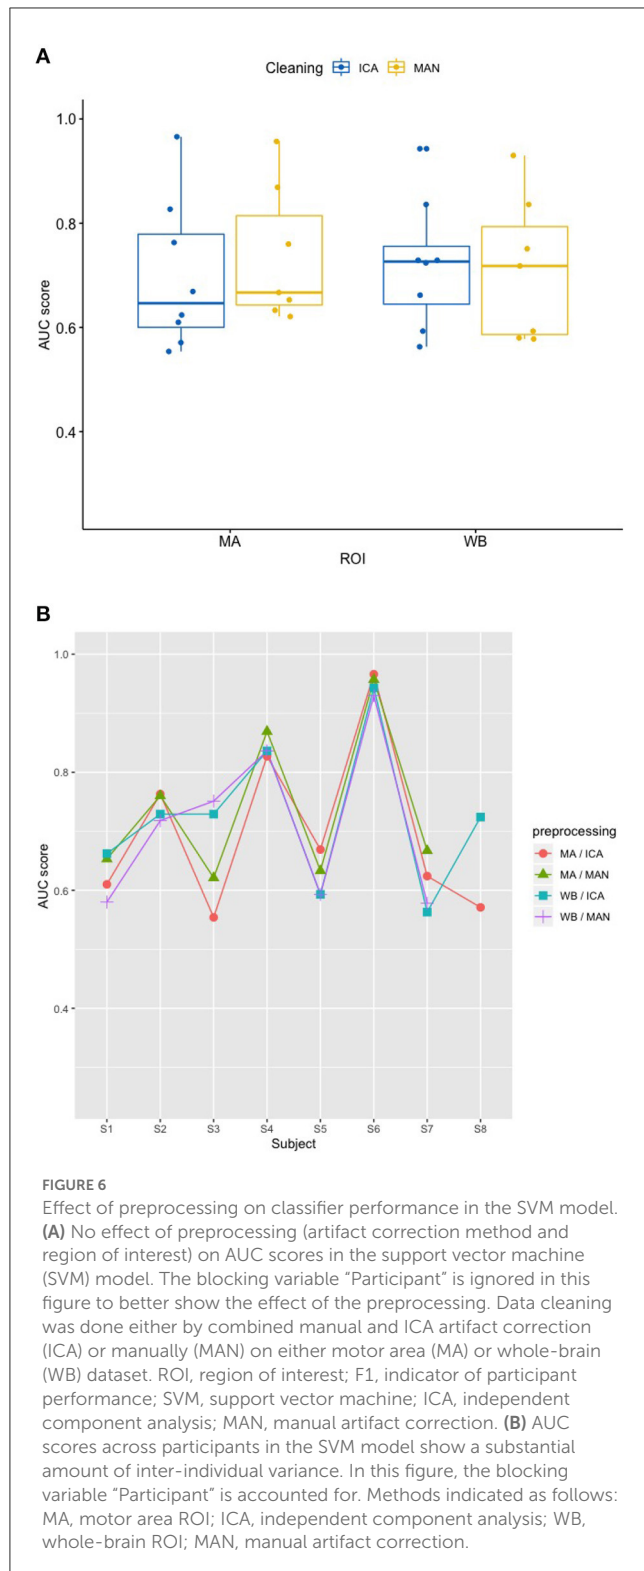 A
Cleaning ICA MAN
1.0
0.8
0.6
0.4
AUC score
MA WB
ROI
B
1.0
0.8
0.6
0.4
AUC score
S1 S2 S3 S4 S5 S6 S7 S8
Subject
preprocessing
MA / ICA
MA / MAN
WB / ICA
WB / MAN
FIGURE 6
Effect of preprocessing on classifier performance in the SVM model.
(A) No effect of preprocessing (artifact correction method and
region of interest) on AUC scores in the support vector machine
(SVM) model. The blocking variable “Participant” is ignored in this
figure to better show the effect of the preprocessing. Data cleaning
was done either by combined manual and ICA artifact correction
(ICA) or manually (MAN) on either motor area (MA) or whole-brain
(WB) dataset. ROI, region of interest; F1, indicator of participant
performance; SVM, support vector machine; ICA, independent
component analysis; MAN, manual artifact correction. (B) AUC
scores across participants in the SVM model show a substantial
amount of inter-individual variance. In this figure, the blocking
variable “Participant” is accounted for. Methods indicated as follows:
MA, motor area ROI; ICA, independent component analysis; WB,
whole-brain ROI; MAN, manual artifact correction.